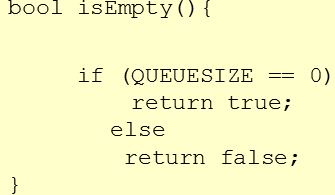 bool isEmpty(){
if (QUEUESIZE == 0)
return true;
else
return false;
}